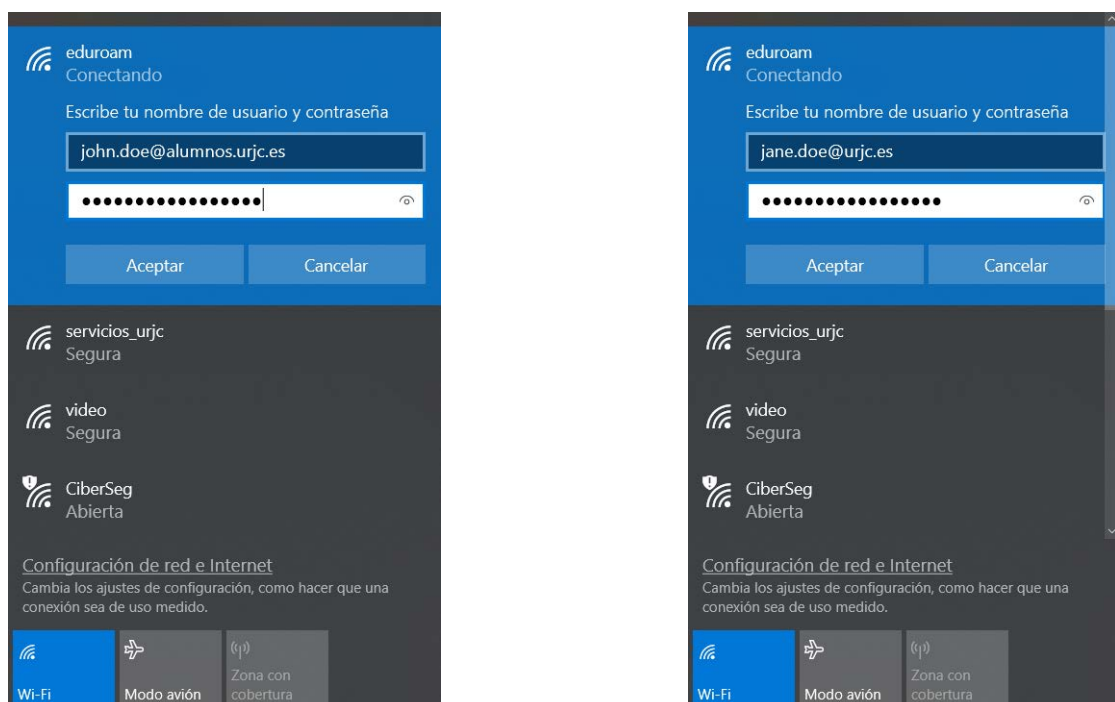 eduroam
Conectando
Escribe tu nombre de usuario y contraseña
john.doe@alumnos.urjc.es
●●●●●●●●●●●●●●●●●
Aceptar Cancelar
servicios_urjc
Segura
video
Segura
CiberSeg
Abierta
Configuración de red e Internet
Cambia los ajustes de configuración, como hacer que una
conexión sea de uso medido.
Zona con
Wi-Fi Modo avión cobertura
eduroam
Conectando
Escribe tu nombre de usuario y contraseña
jane.doe@urjc.es
●●●●●●●●●●●●●●●●●
Aceptar Cancelar
servicios_urjc
Segura
video
Segura
CiberSeg
Abierta
Configuración de red e Internet
Cambia los ajustes de configuración, como hacer que una
conexión sea de uso medido.
Zona con
Wi-Fi Modo avión cobertura